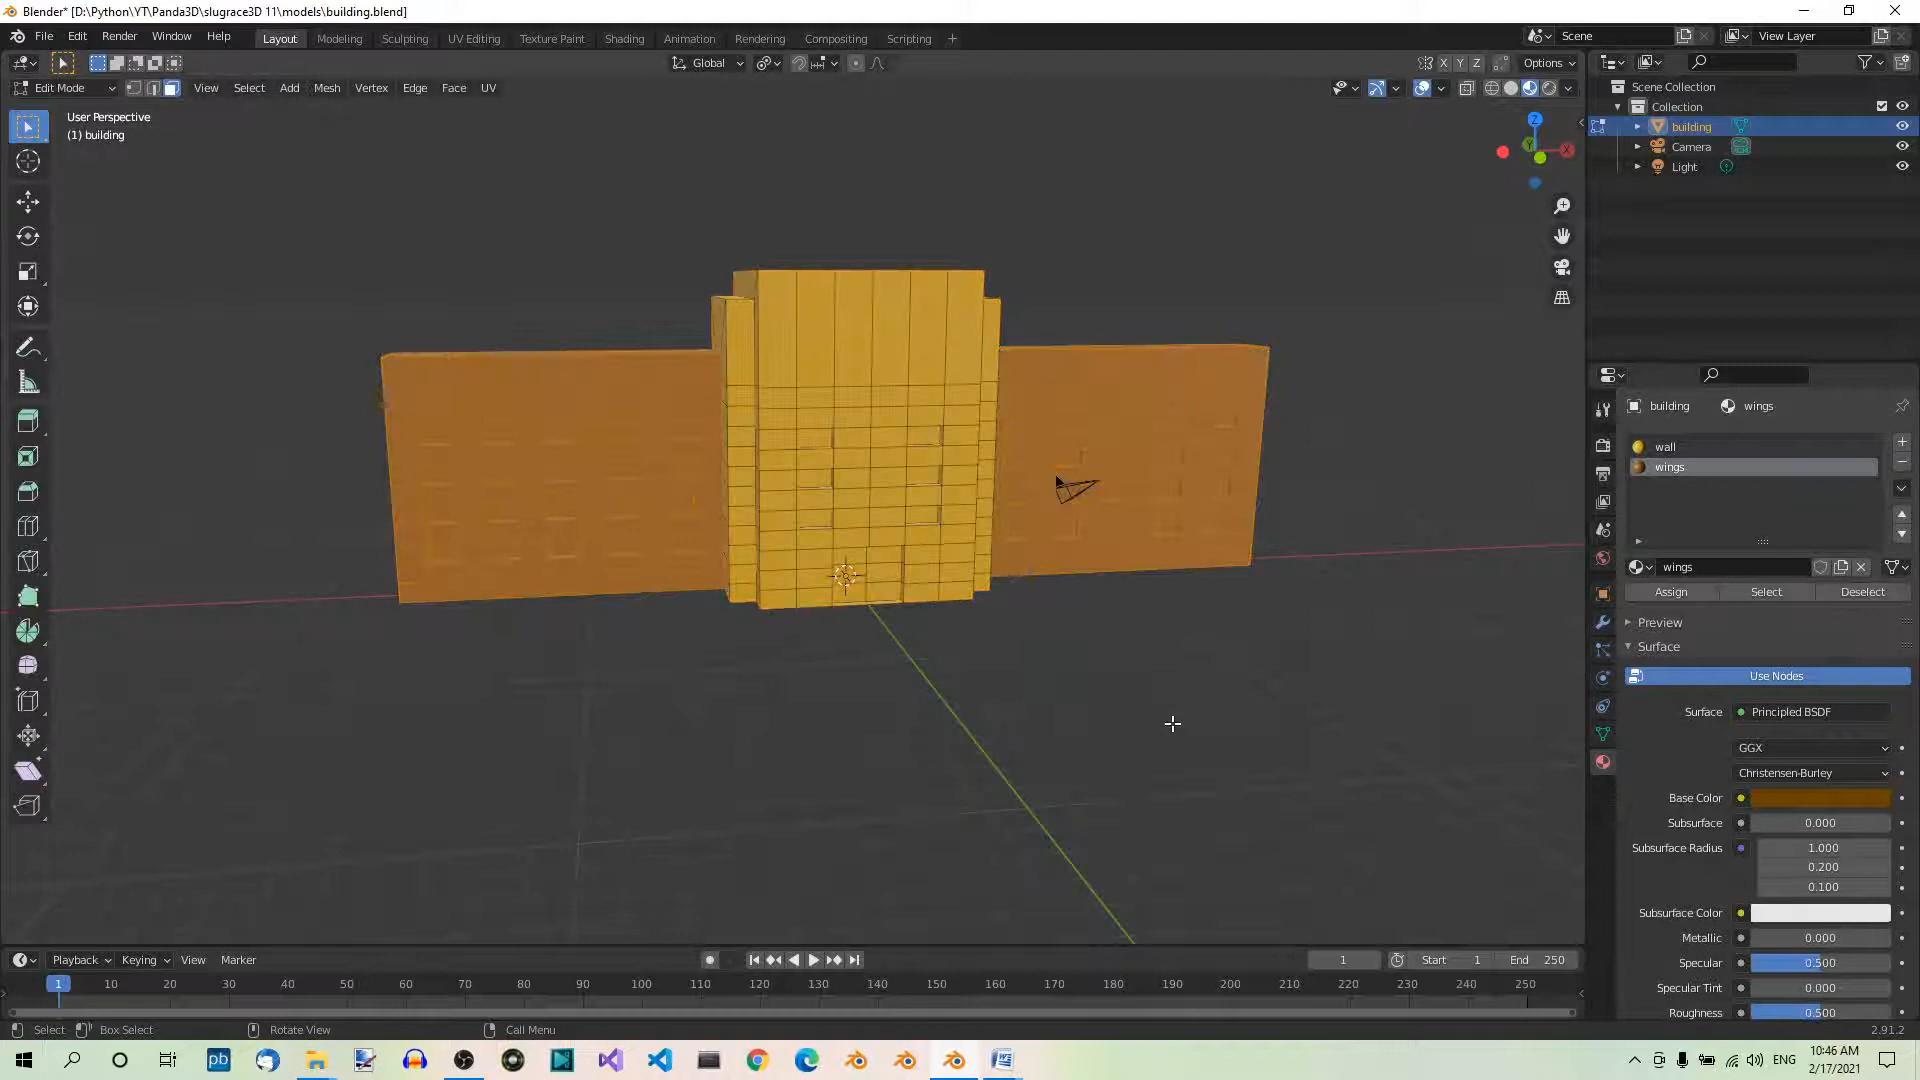 Blender* [D:\Python\YT\Panda3D\slugrace3D 11\models\building.blend]
File Edit Render Window Help Layout Modeling Sculpting UV Editing Texture Paint Shading Animation Rendering Compositing Scripting + Scene View Layer
Global X Y Z Options
Edit Mode View Select Add Mesh Vertex Edge Face UV
User Perspective
(1) building
Z
Y
X
Scene Collection
Collection
building
Camera
Light
building wings
wall
wings
wings
Assign Select Deselect
Preview
Surface
Use Nodes
Surface Principled BSDF
GGX
Christensen-Burley
Base Color
Subsurface 0.000
Subsurface Radius 1.000
0.200
0.100
Subsurface Color
Metallic 0.000
Specular 0.500
Specular Tint 0.000
Roughness 0.500
Playback Keying View Marker 1 Start 1 End 250
1 10 20 30 40 50 60 70 80 90 100 110 120 130 140 150 160 170 180 190 200 210 220 230 240 250
Select Box Select Rotate View Call Menu 2.91.2
pb ENG 10:46 AM
2/17/2021